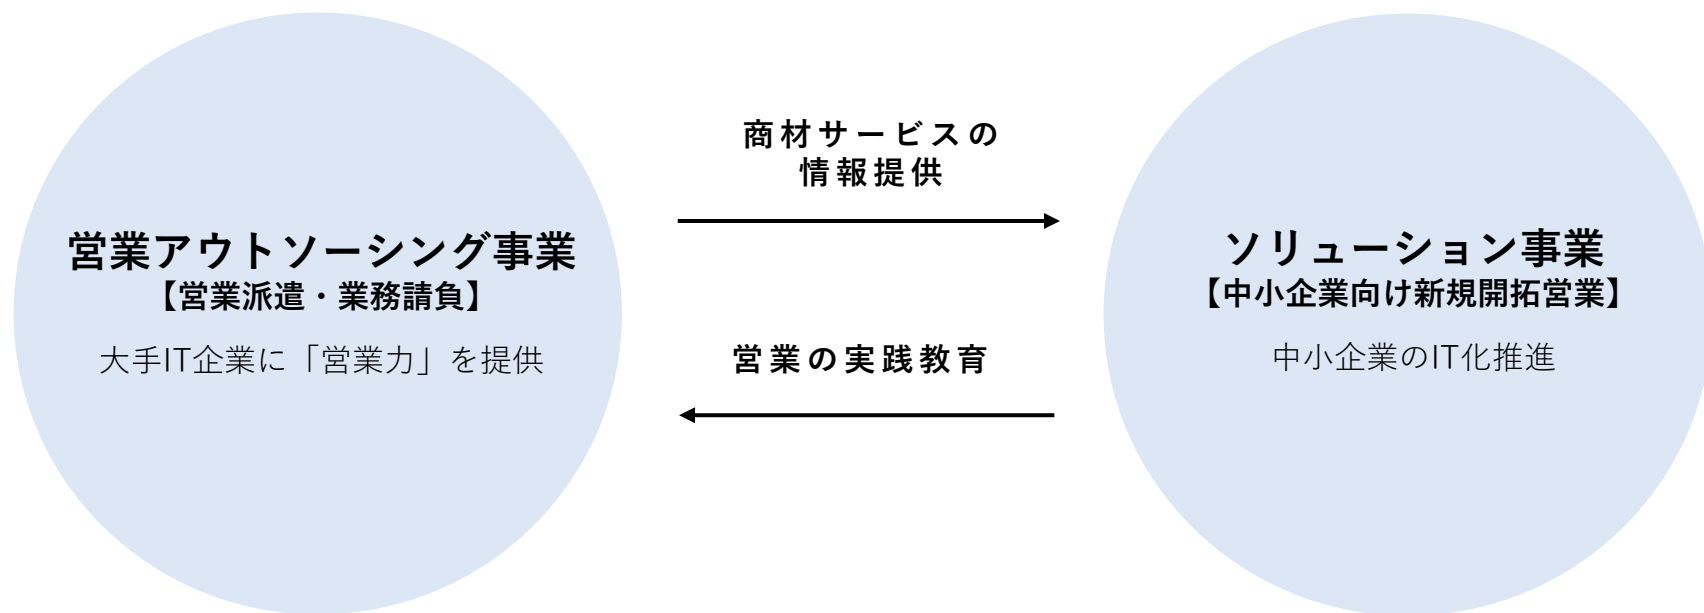 営業アウトソーシング事業
【営業派遣・業務請負】
大手IT企業に「営業力」を提供
商材サービスの
情報提供
営業の実践教育
ソリューション事業
【中小企業向け新規開拓営業】
中小企業のIT化推進